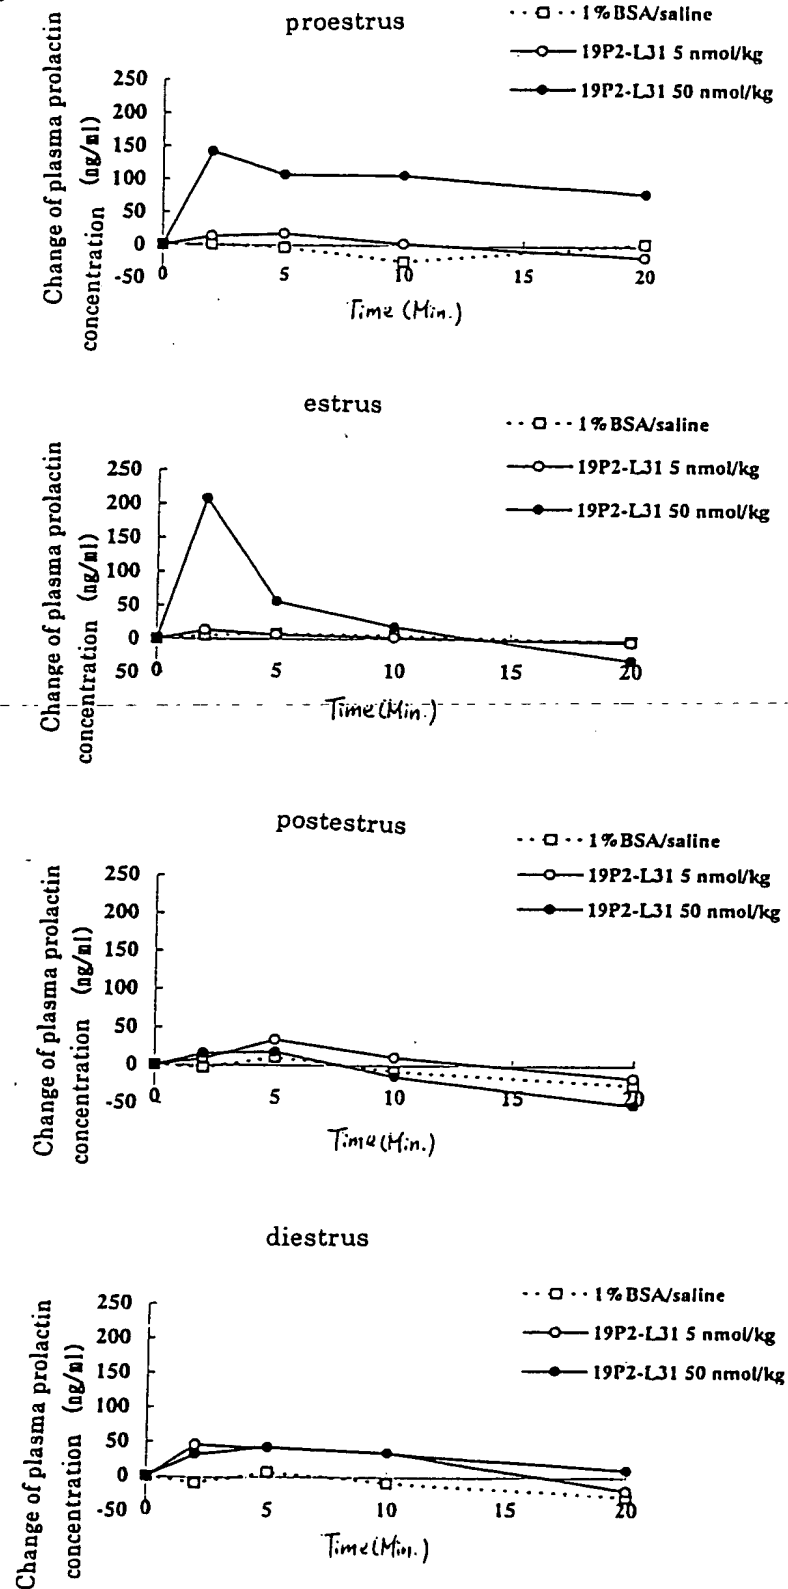 proestrus
1%BSA/saline
19P2-L31 5 nmol/kg
19P2-L31 50 nmol/kg
Change of plasma prolactin
concentration (ng/ml)
250
200
150
100
50
0
-50
0 5 10 15 20
Time (Min.)
estrus
1%BSA/saline
19P2-L31 5 nmol/kg
19P2-L31 50 nmol/kg
Change of plasma prolactin
concentration (ng/ml)
250
200
150
100
50
0
50
0 5 10 15 20
Time (Min.)
postestrus
1%BSA/saline
19P2-L31 5 nmol/kg
19P2-L31 50 nmol/kg
Change of plasma prolactin
concentration (ng/ml)
250
200
150
100
50
0
-50
0 5 10 15 20
Time (Min.)
diestrus
1%BSA/saline
19P2-L31 5 nmol/kg
19P2-L31 50 nmol/kg
Change of plasma prolactin
concentration (ng/ml)
250
200
150
100
50
0
-50
0 5 10 15 20
Time (Min.)